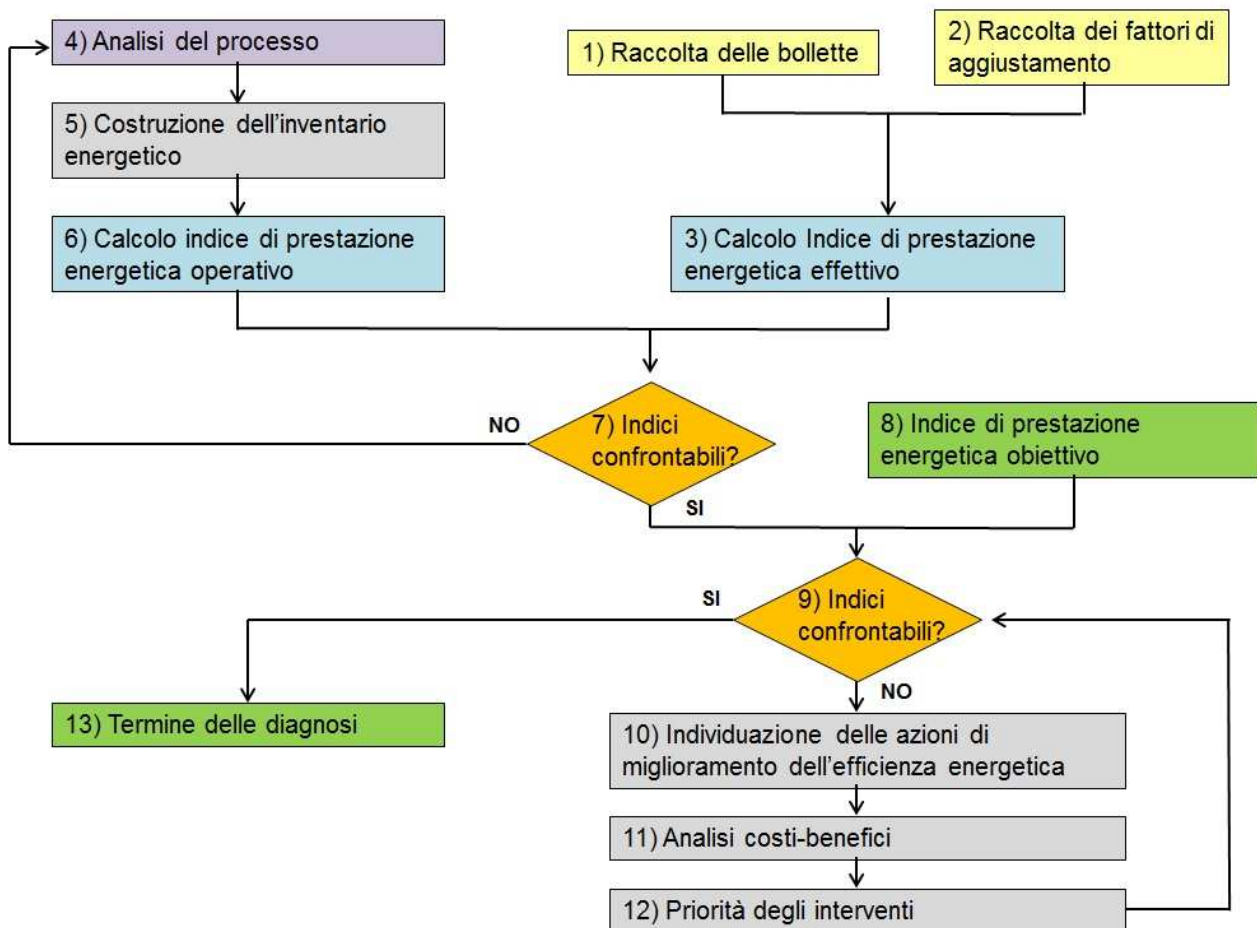 4) Analisi del processo
1) Raccolta delle bollette
2) Raccolta dei fattori di
aggiustamento
5) Costruzione dell'inventario
energetico
6) Calcolo indice di prestazione
energetica operativo
3) Calcolo Indice di prestazione
energetica effettivo
NO
7) Indici
confrontabili?
SI
8) Indice di prestazione
energetica obiettivo
SI
9) Indici
confrontabili?
NO
13) Termine delle diagnosi
10) Individuazione delle azioni di
miglioramento dell'efficienza energetica
11) Analisi costi-benefici
12) Priorità degli interventi